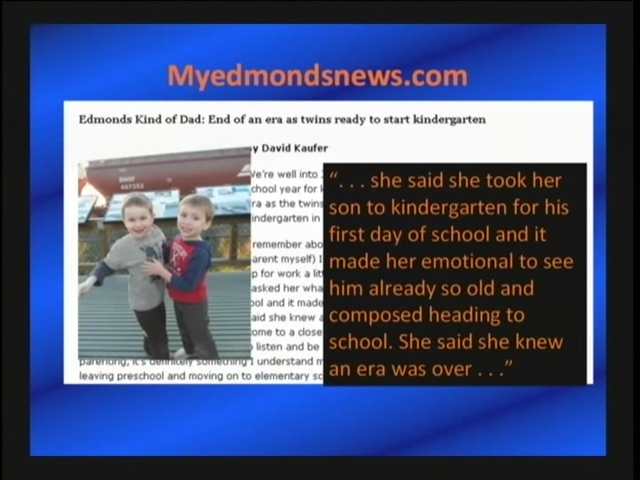 Myedmondsnews.com
Edmonds Kind of Dad: End of an era as twins ready to start kindergarten
y David Kaufer
We're well into
chool year for k
ra as the twins
indergarten in
remember abo
arent myself) I
p for work a lit
asked her wha
ol and it made
aid she knew a
ome to a close
listen and be
parenting, it's definitely something I understand m
leaving preschool and moving on to elementary sc
BNSF
“. . . she said she took her
son to kindergarten for his
first day of school and it
made her emotional to see
him already so old and
composed heading to
school. She said she knew
an era was over . . .”